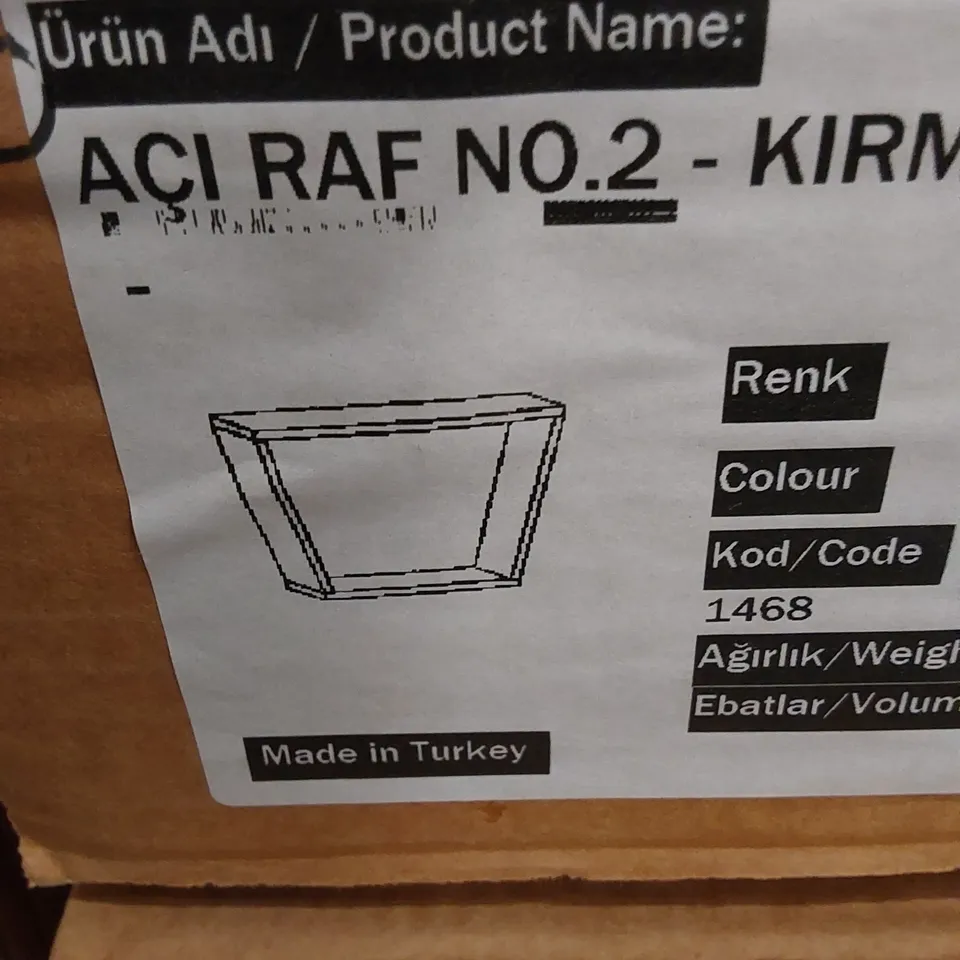 Ürün Adı / Product Name:
AÇI RAF NO.2 - KIRM
-
Renk
Colour
Kod/Code
1468
Ağırlık/Weigh
Ebatlar/Volum
Made in Turkey